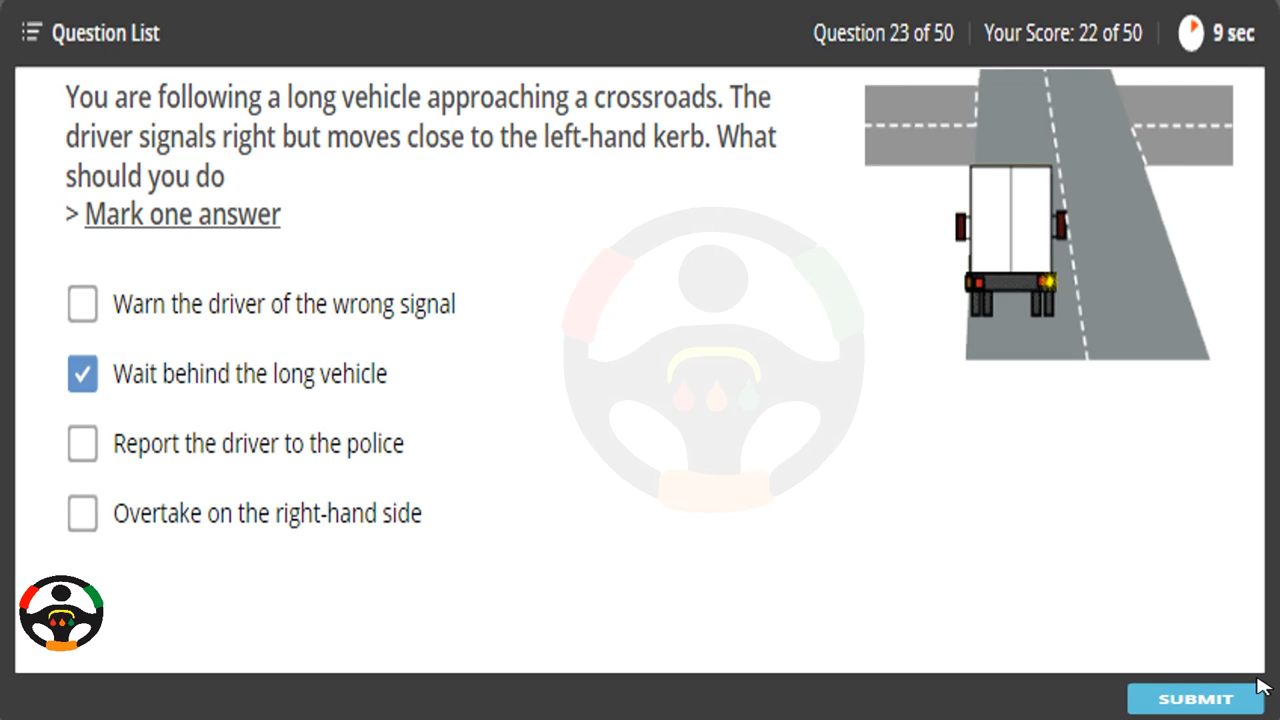 Question List
Question 23 of 50
Your Score: 22 of 50
9 sec
You are following a long vehicle approaching a crossroads. The
driver signals right but moves close to the left-hand kerb. What
should you do
> Mark one answer
Warn the driver of the wrong signal
Wait behind the long vehicle
Report the driver to the police
Overtake on the right-hand side
SUBMIT